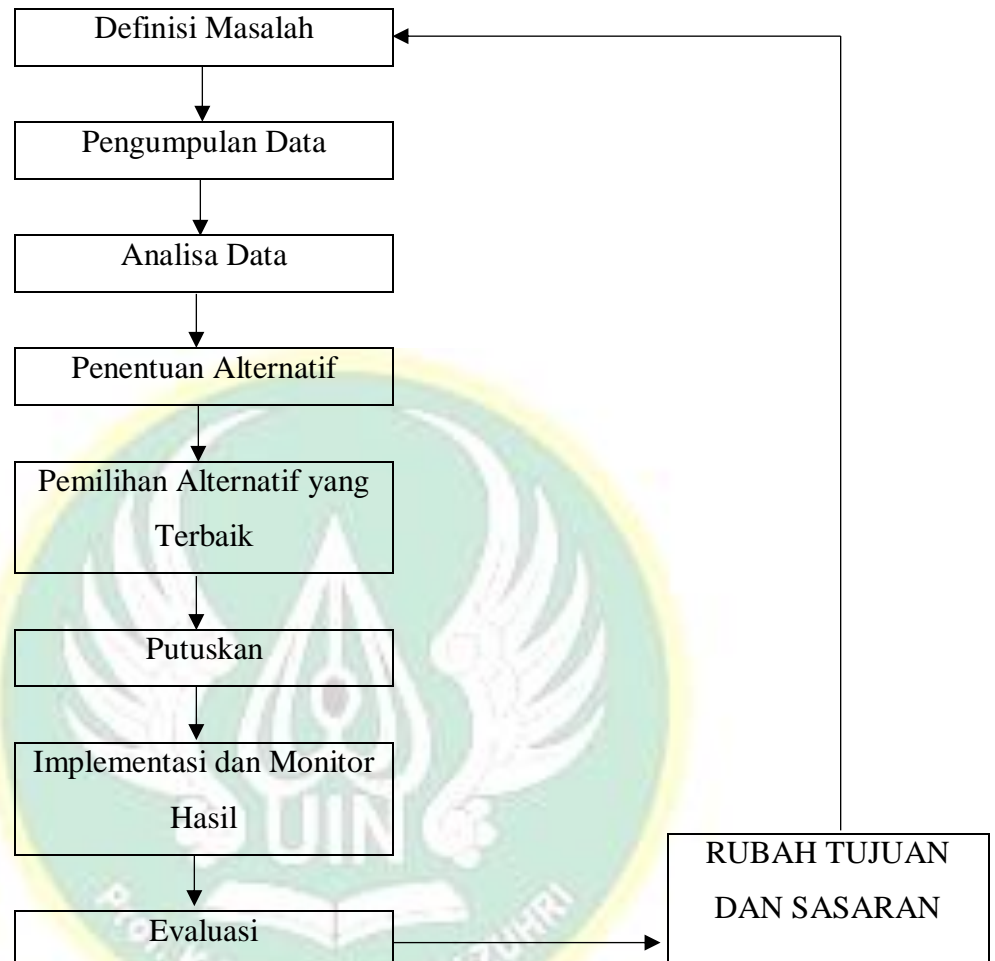 Definisi Masalah
Pengumpulan Data
Analisa Data
Penentuan Alternatif
Pemilihan Alternatif yang
Terbaik
Putuskan
Implementasi dan Monitor
Hasil
UIN
Evaluasi
RUBAH TUJUAN
DAN SASARAN